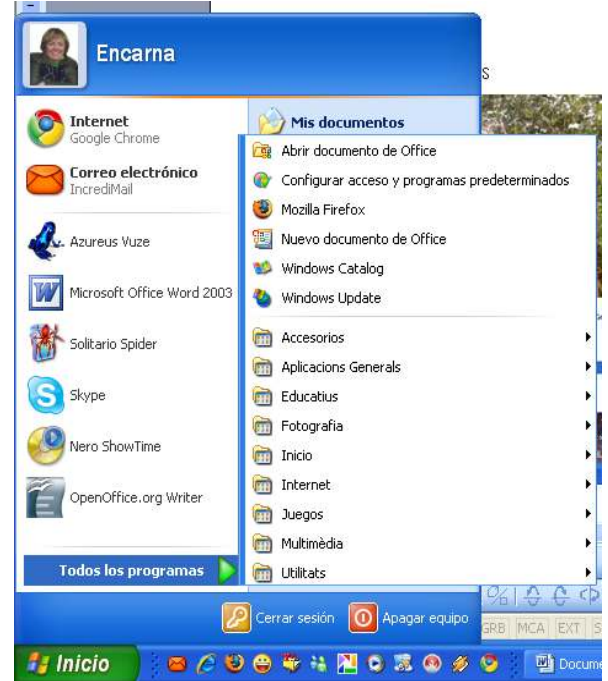 Encarna
s
Internet
Google Chrome
Correo electrónico
IncrediMail
Azureus Vuze
Microsoft Office Word 2003
Solitario Spider
Skype
Nero ShowTime
OpenOffice.org Writer
Todos los programas
Mis documentos
Abrir documento de Office
Configurar acceso y programas predeterminados
Mozilla Firefox
Nuevo documento de Office
Windows Catalog
Windows Update
Accesorios
Aplicacions Generals
Educatius
Fotografia
Inicio
Internet
Juegos
Multimèdia
Utilitats
Cerrar sesión
Apagar equipo
GRB MCA EXT S
Inicio
Docume